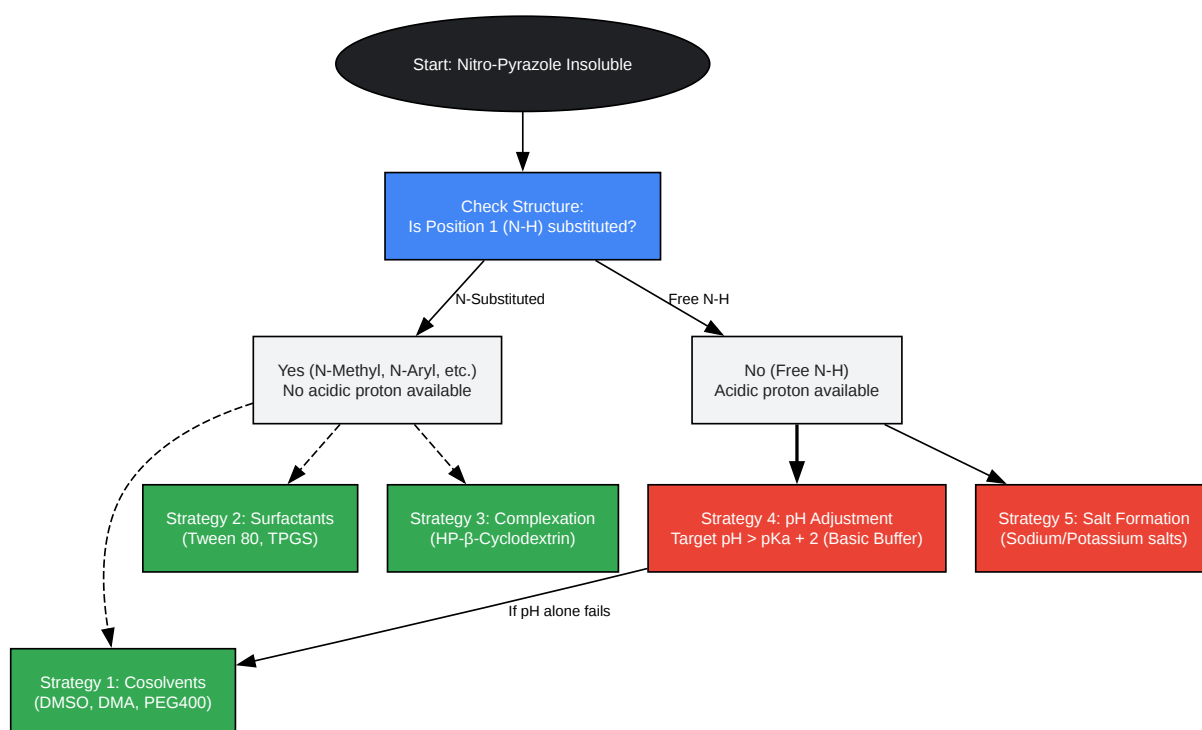 Start: Nitro-Pyrazole Insoluble
Check Structure:
Is Position 1 (N-H) substituted?
N-Substituted
Free N-H
Yes (N-Methyl, N-Aryl, etc.)
No acidic proton available
No (Free N-H)
Acidic proton available
Strategy 2: Surfactants
(Tween 80, TPGS)
Strategy 3: Complexation
(HP-β-Cyclodextrin)
Strategy 4: pH Adjustment
Target pH > pKa + 2 (Basic Buffer)
Strategy 5: Salt Formation
(Sodium/Potassium salts)
If pH alone fails
Strategy 1: Cosolvents
(DMSO, DMA, PEG400)